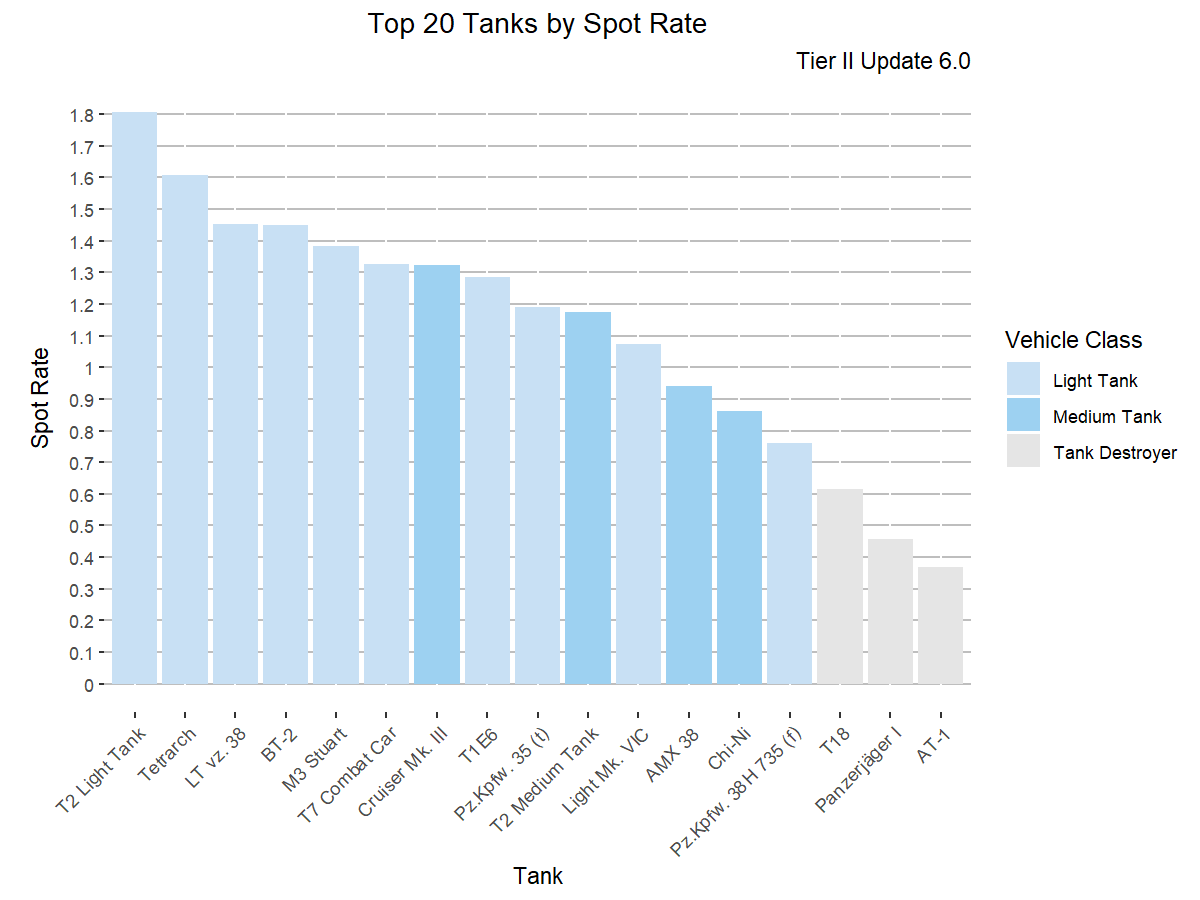 Top 20 Tanks by Spot Rate
Tier II Update 6.0
1.8
1.7
1.6
1.5
1.4
1.3
1.2
1.1
1
0.9
0.8
0.7
0.6
0.5
0.4
0.3
0.2
0.1
0
Spot Rate
T2 Light Tank
Tetrarch
LT vz. 38
BT-2
M3 Stuart
T7 Combat Car
Cruiser Mk. III
T1E6
Pz.Kpfw. 35 (t)
T2 Medium Tank
Light Mk. VIC
AMX 38
Chi-Ni
Pz.Kpfw. 38H 735 (f)
T18
Panzerjäger I
AT-1
Tank
Vehicle Class
Light Tank
Medium Tank
Tank Destroyer